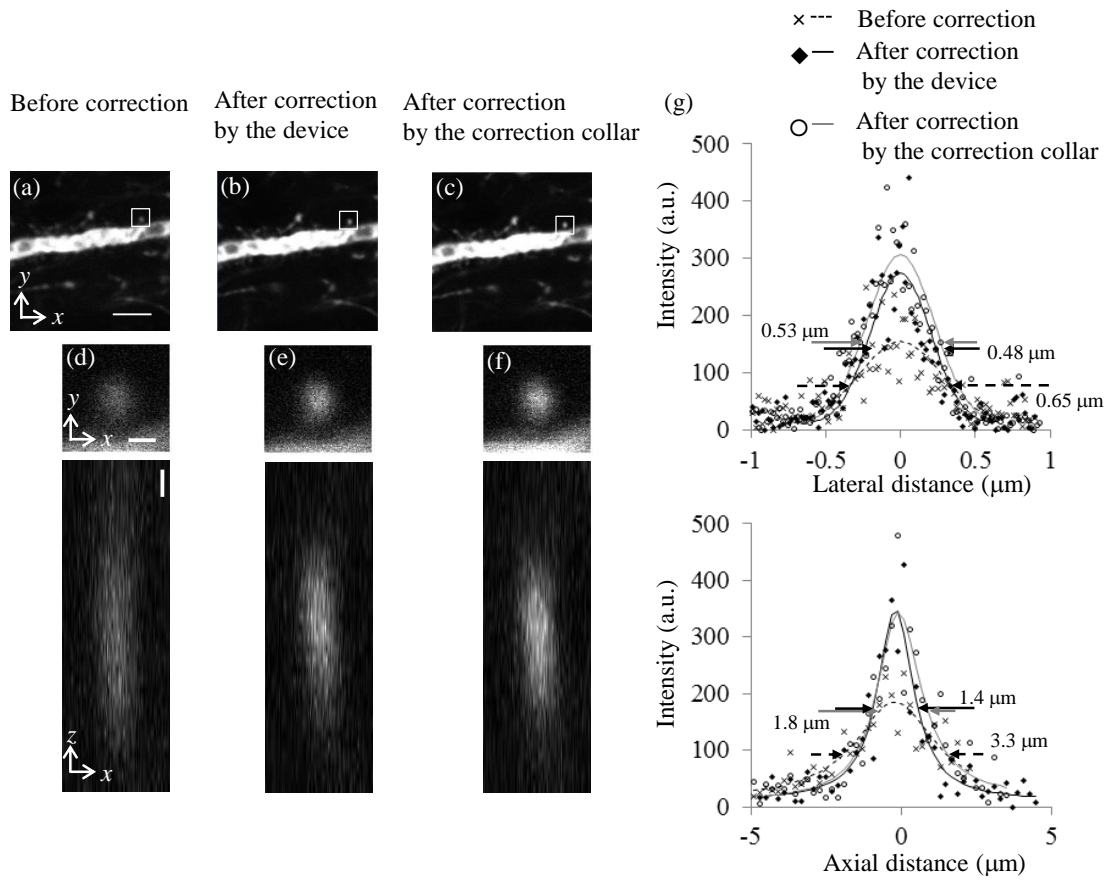 Before correction
After correction
by the device
After correction
by the correction collar
Before correction
After correction
by the device
After correction
by the correction collar
(a)
(b)
(c)
y
x
(d)
(e)
(f)
y
x
z
x
(g)
500
400
300
200
100
0
Intensity (a.u.)
0.53 μm
0.48 μm
0.65 μm
-1
-0.5
0
0.5
1
Lateral distance (μm)
500
400
300
200
100
0
Intensity (a.u.)
1.8 μm
1.4 μm
3.3 μm
-5
0
5
Axial distance (μm)